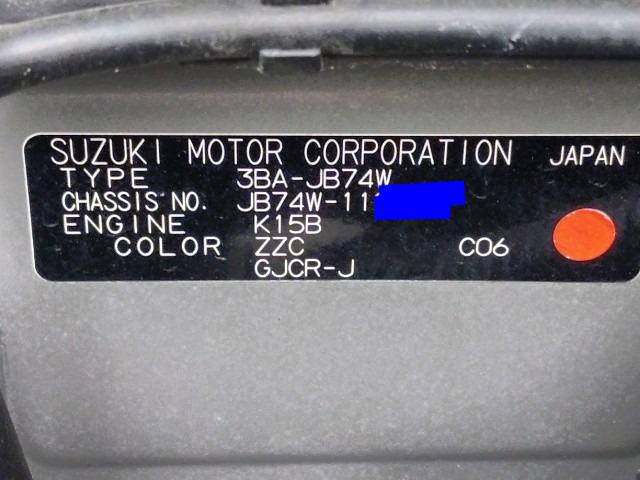 SUZUKI MOTOR CORPORATION JAPAN
TYPE 3BA-JB74W
CHASSIS NO. JB74W-11
ENGINE K15B
COLOR ZZC C06
GJCR-J